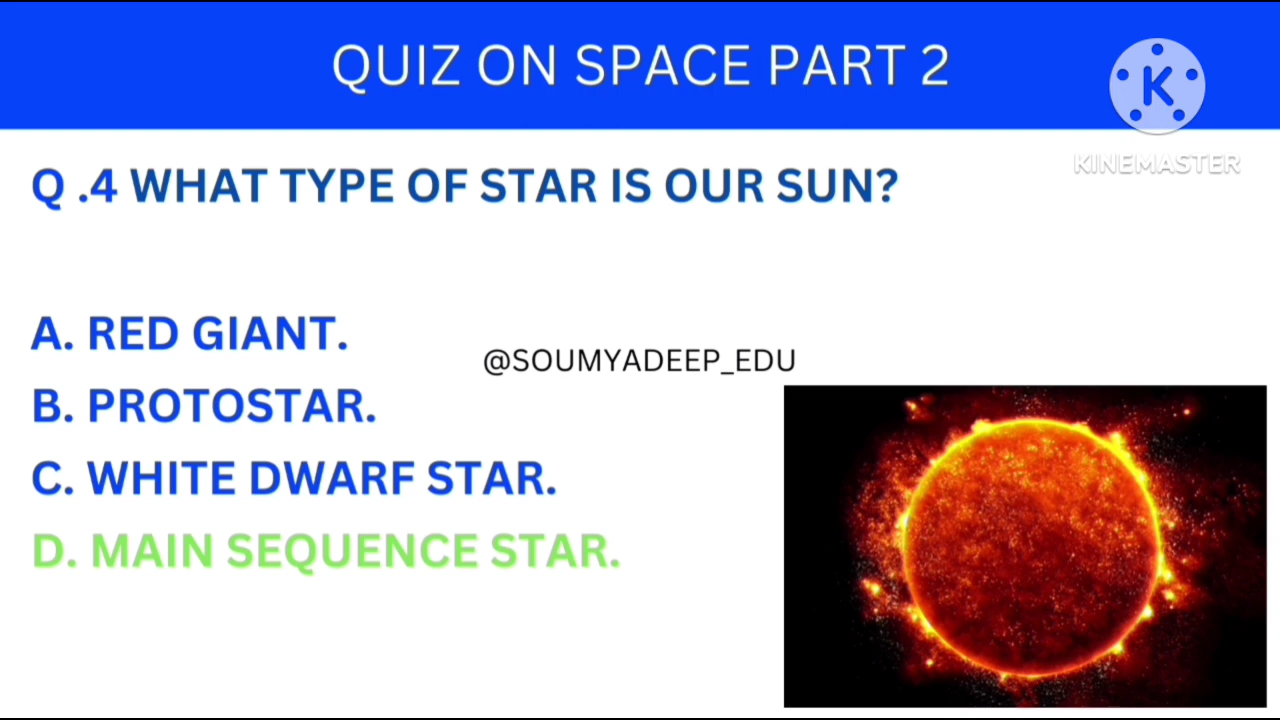 QUIZ ON SPACE PART 2
K
KINEMASTER
Q .4 WHAT TYPE OF STAR IS OUR SUN?
A. RED GIANT.
@SOUMYADEEP_EDU
B. PROTOSTAR.
C. WHITE DWARF STAR.
D. MAIN SEQUENCE STAR.